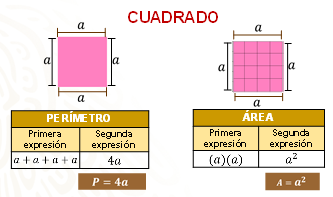 CUADRADO
a
a
a
a
a
a
a
a
PERÍMETRO
Primera expresión
Segunda expresión
a + a + a + a
4a
P = 4a
ÁREA
Primera expresión
Segunda expresión
(a)(a)
a²
A = a²